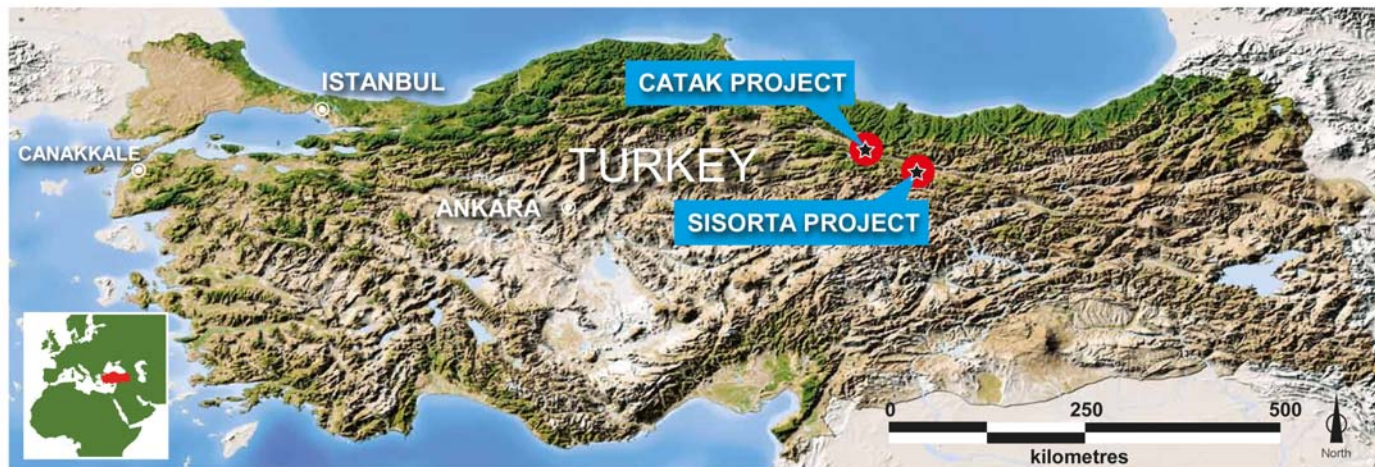 ISTANBUL
CATAK PROJECT
CANAKKALE
TURKEY
ANKARA
SISORTA PROJECT
0 250 500
kilometres
North